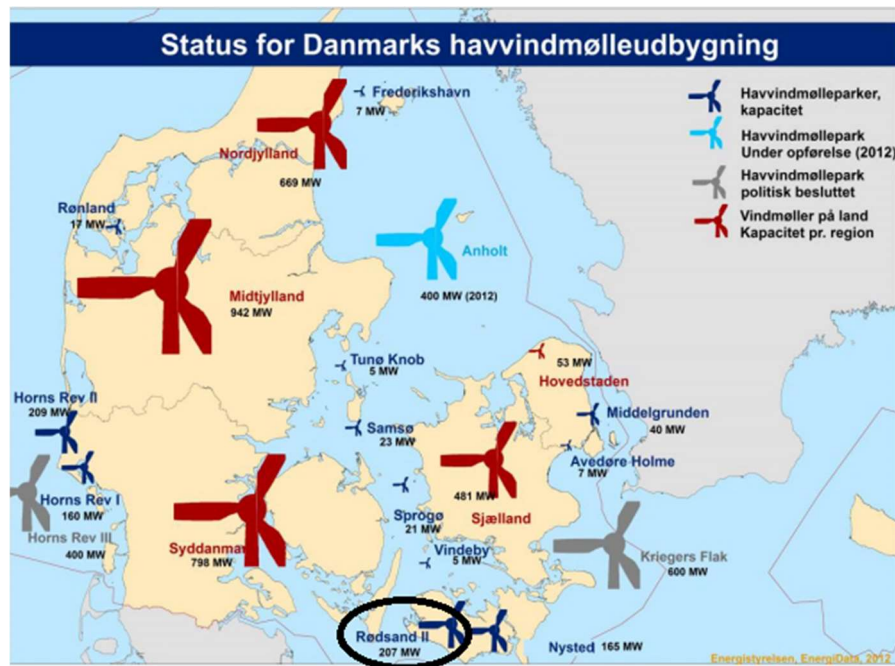 Status for Danmarks havvindmølleudbygning
Havvindmølleparker,
kapacitet
Havvindmøllepark
Under opførelse (2012)
Havvindmøllepark
politisk besluttet
Vindmøller på land
Kapacitet pr. region
Frederikshavn
7 MW
Nordjylland
669 MW
Rønland
17 MW
Anholt
400 MW (2012)
Midtjylland
942 MW
Tunø Knob
5 MW
53 MW
Hovedstaden
Horns Rev II
209 MW
Middelgrunden
40 MW
Samsø
23 MW
Avedøre Holme
7 MW
Horns Rev I
160 MW
Horns Rev III
400 MW
481 MW
Sjælland
Sprogø
21 MW
Syddanmar
798 MW
Vindeby
5 MW
Kriegers Flak
600 MW
Rødsand II
207 MW
Nysted 165 MW
Energistyrelsen, EnergiData, 2012